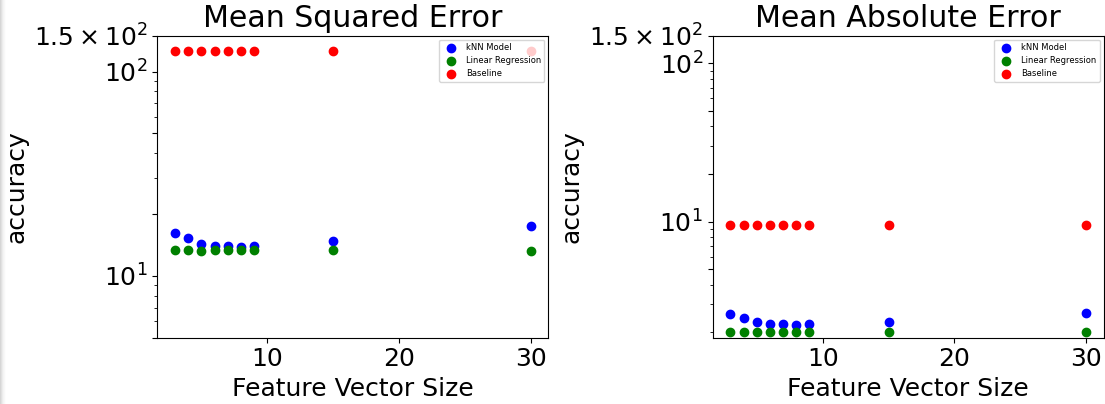 Mean Squared Error
1.5 × 10²
10²
10¹
accuracy
kNN Model
Linear Regression
Baseline
10 20 30
Feature Vector Size
Mean Absolute Error
1.5 × 10²
10²
10¹
accuracy
kNN Model
Linear Regression
Baseline
10 20 30
Feature Vector Size